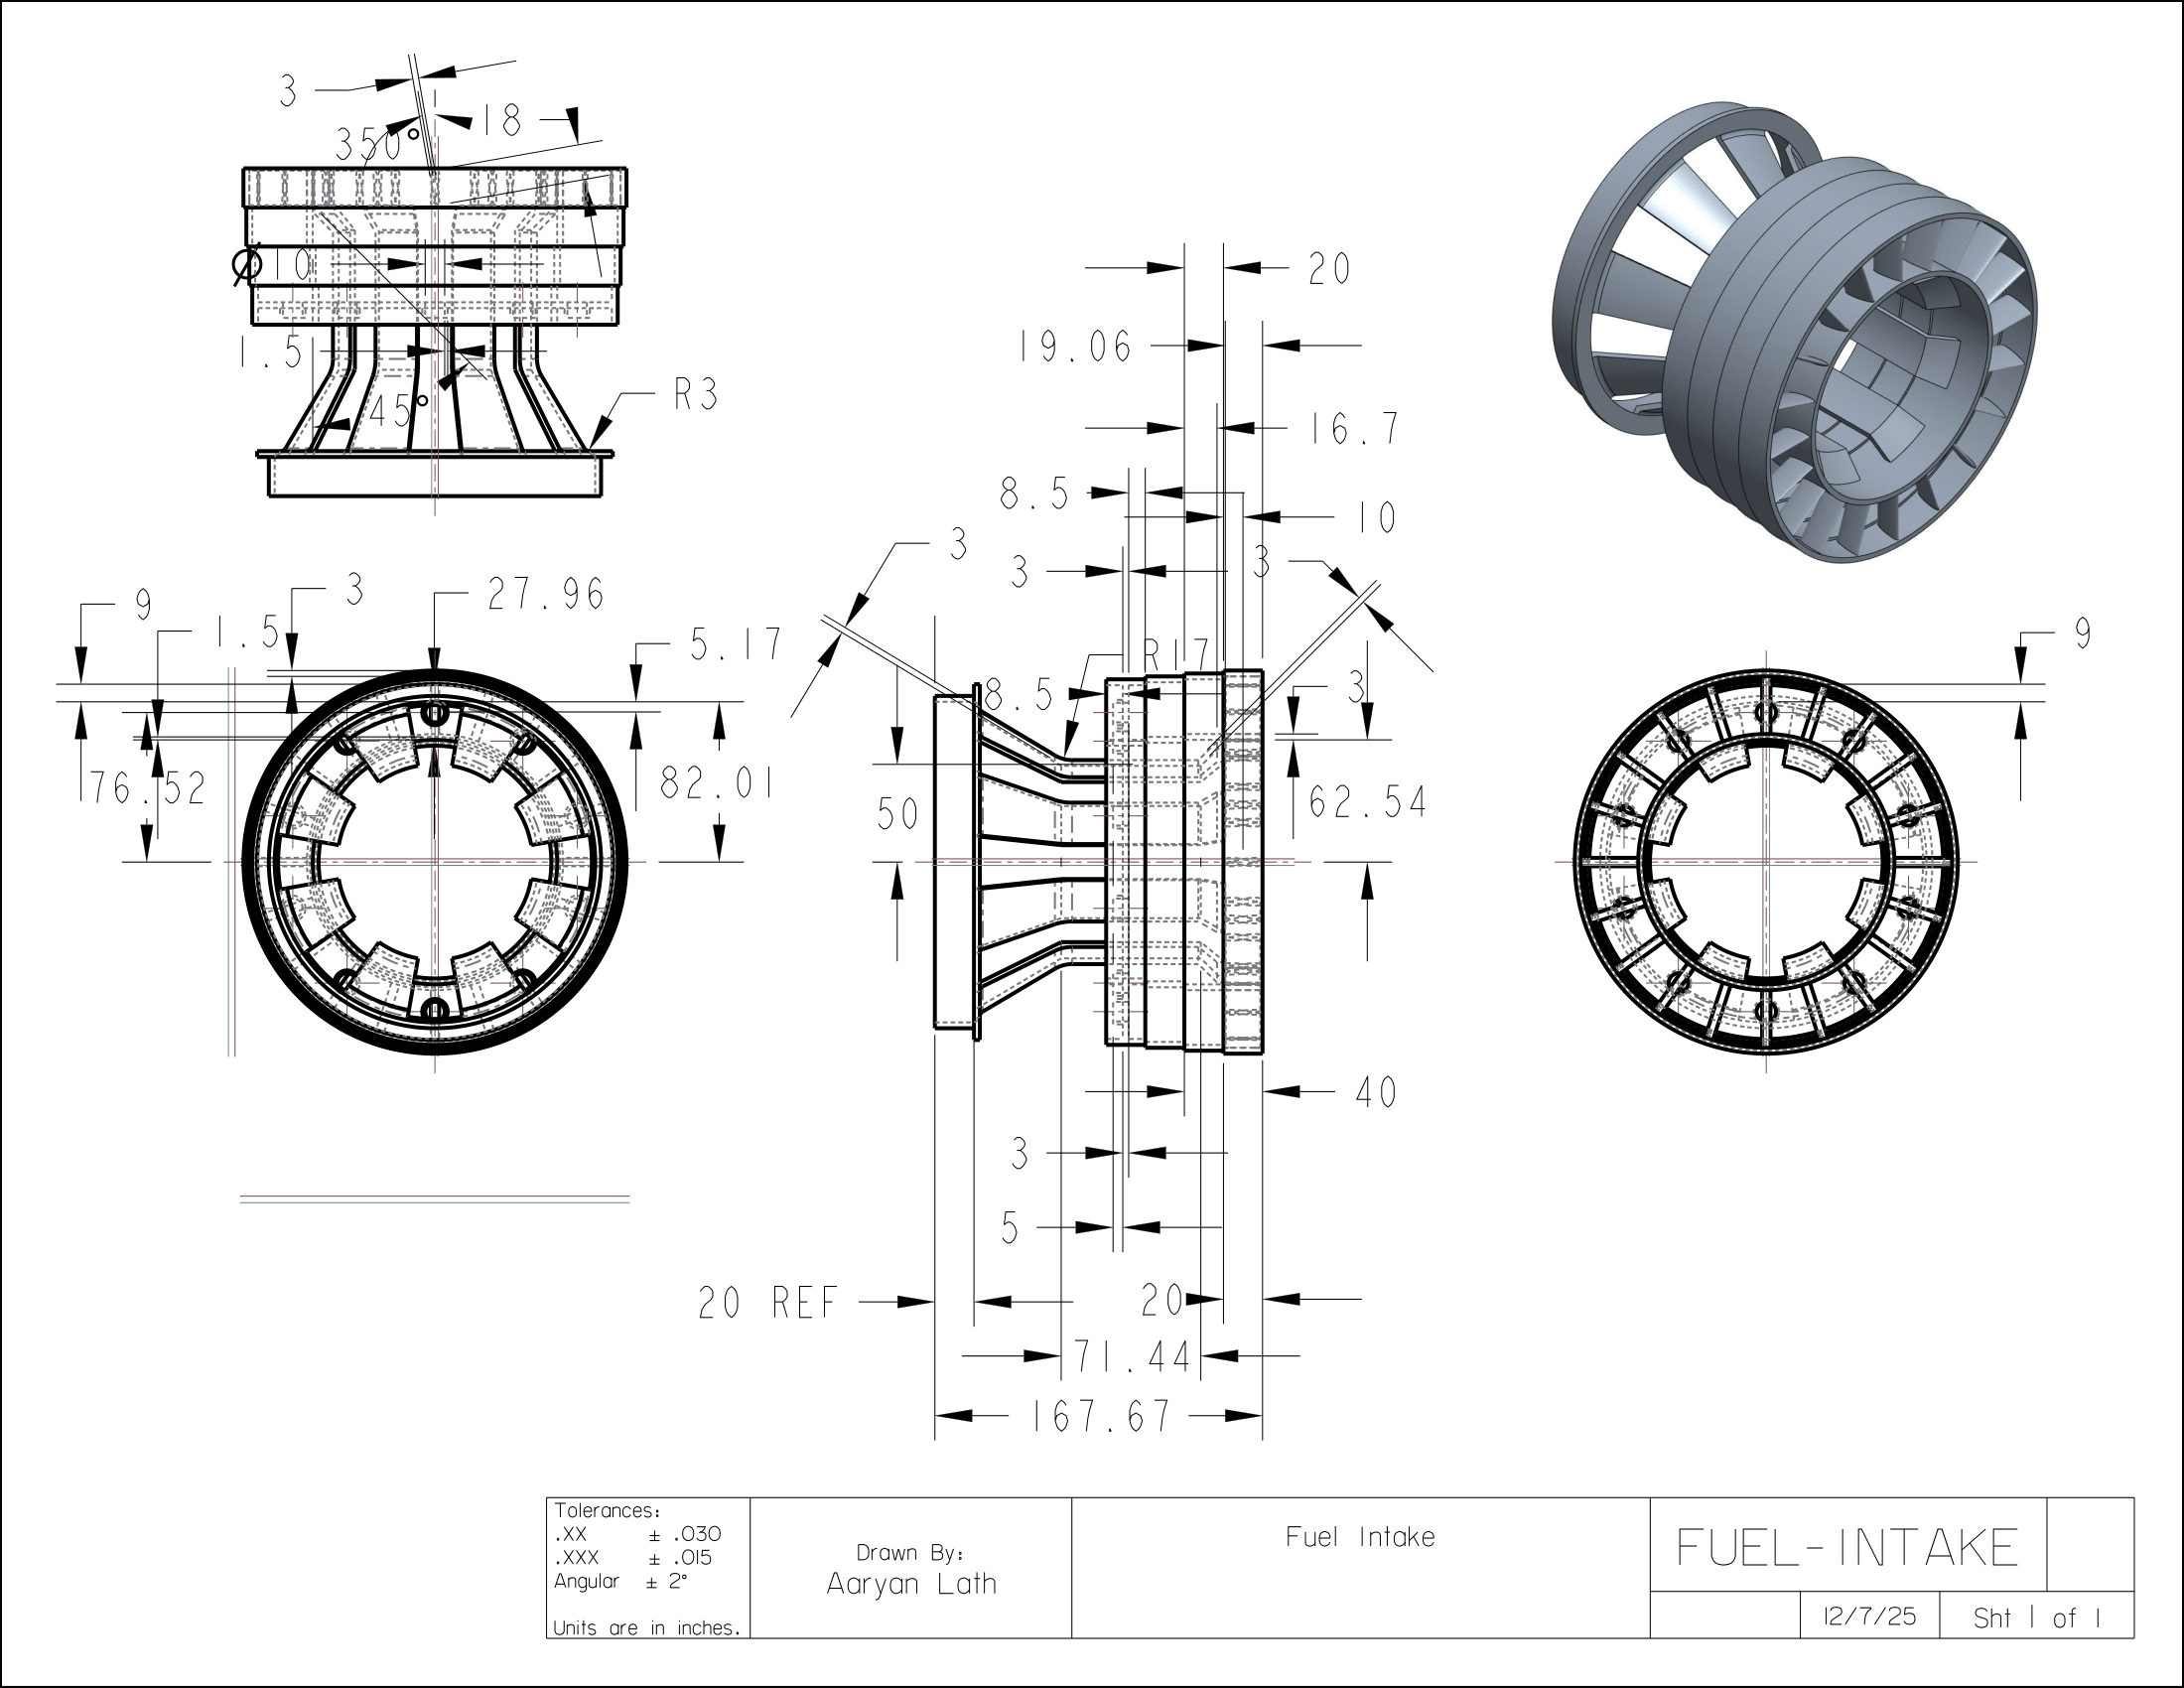 3
18
350°
Ø 10
1.5
45°
R3
20
19.06
16.7
8.5
10
3
3
3
9
1.5
3
27.96
5.17
R17
8.5
3
9
76.52
82.01
50
62.54
40
3
5
20 REF
20
71.44
167.67
Tolerances:
.XX ± .030
.XXX ± .015
Angular ± 2°
Units are in inches.
Drawn By:
Aaryan Lath
Fuel Intake
FUEL-INTAKE
12/7/25
Sht 1 of 1